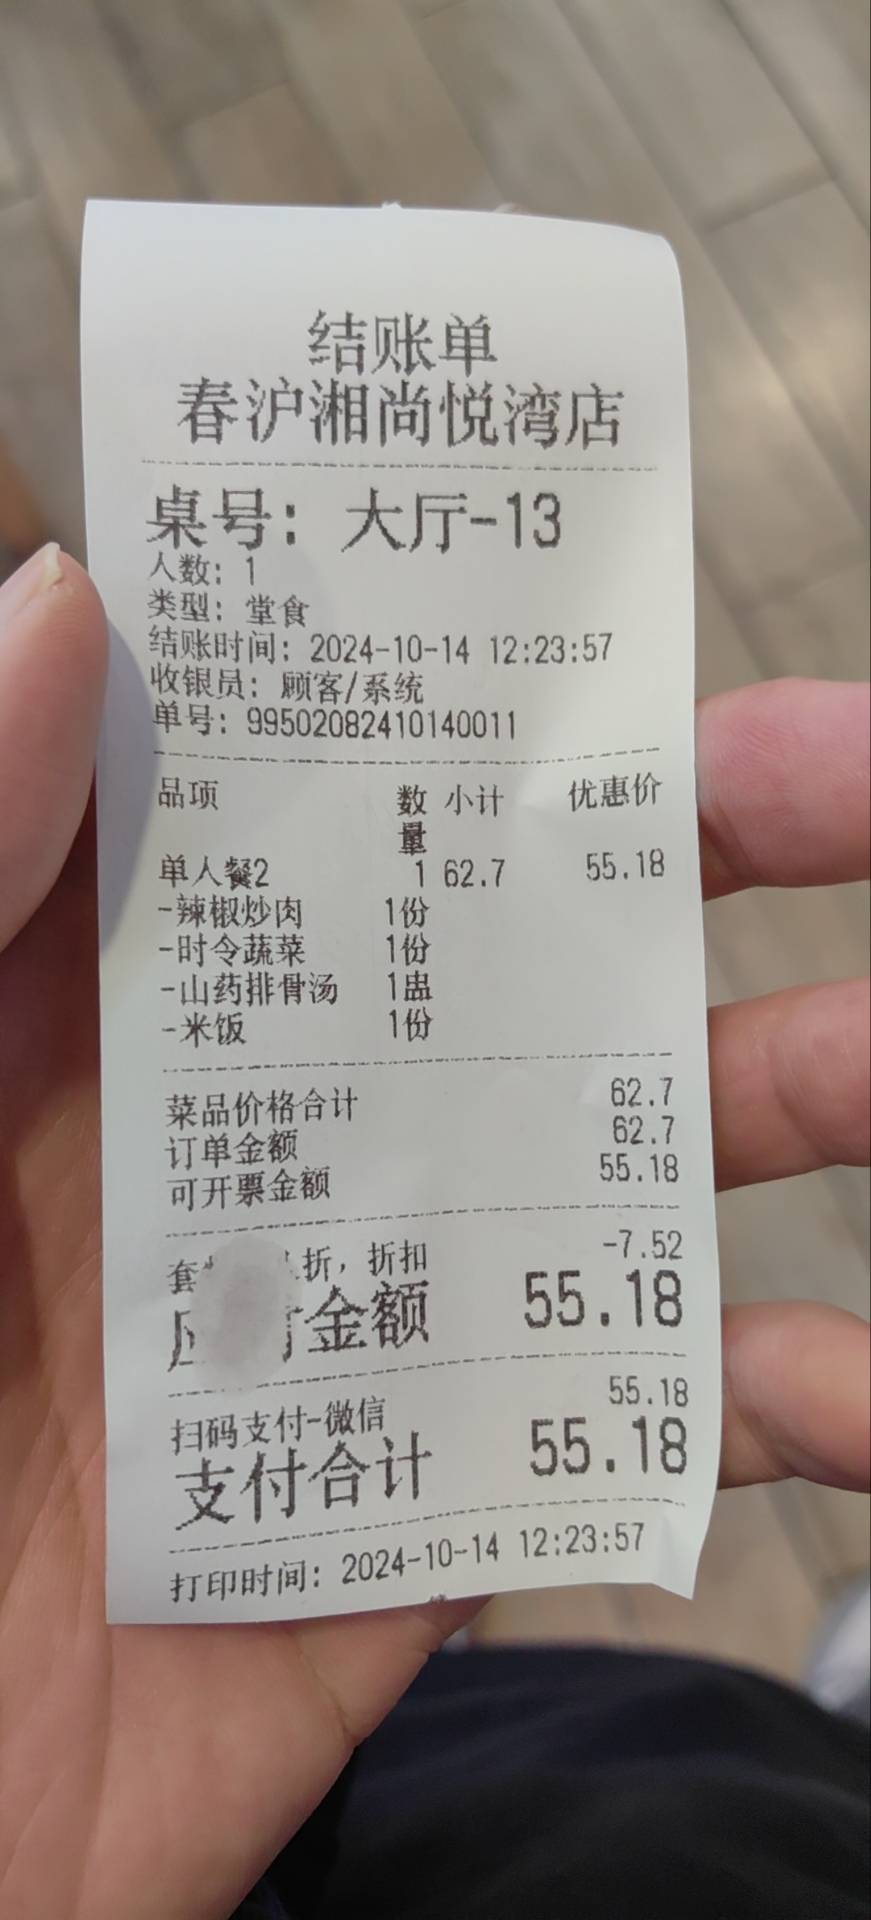 结账单
春沪湘尚悦湾店
桌号: 大厅-13
人数: 1
类型: 堂食
结账时间: 2024-10-14 12:23:57
收银员: 顾客/系统
单号: 99502082410140011
品项 数量 小计 优惠价
单人餐2 1 62.7 55.18
-辣椒炒肉 1份
-时令蔬菜 1份
-山药排骨汤 1盅
-米饭 1份
菜品价格合计 62.7
订单金额 62.7
可开票金额 55.18
套 折, 折扣 -7.52
金额 55.18
扫码支付-微信 55.18
支付合计 55.18
打印时间: 2024-10-14 12:23:57